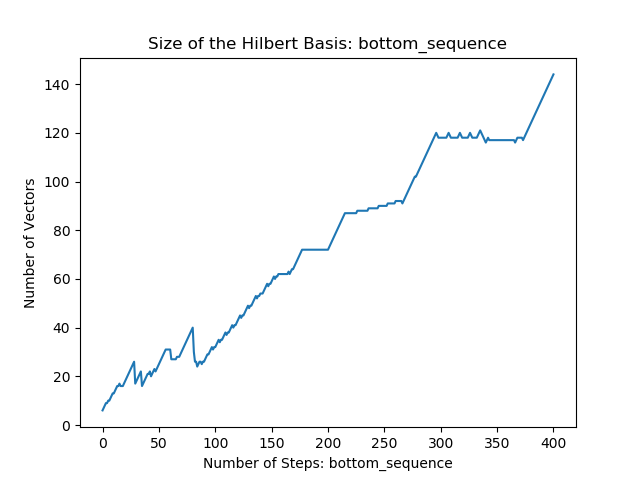 Size of the Hilbert Basis: bottom_sequence
Number of Vectors
140
120
100
80
60
40
20
0
0 50 100 150 200 250 300 350 400
Number of Steps: bottom_sequence